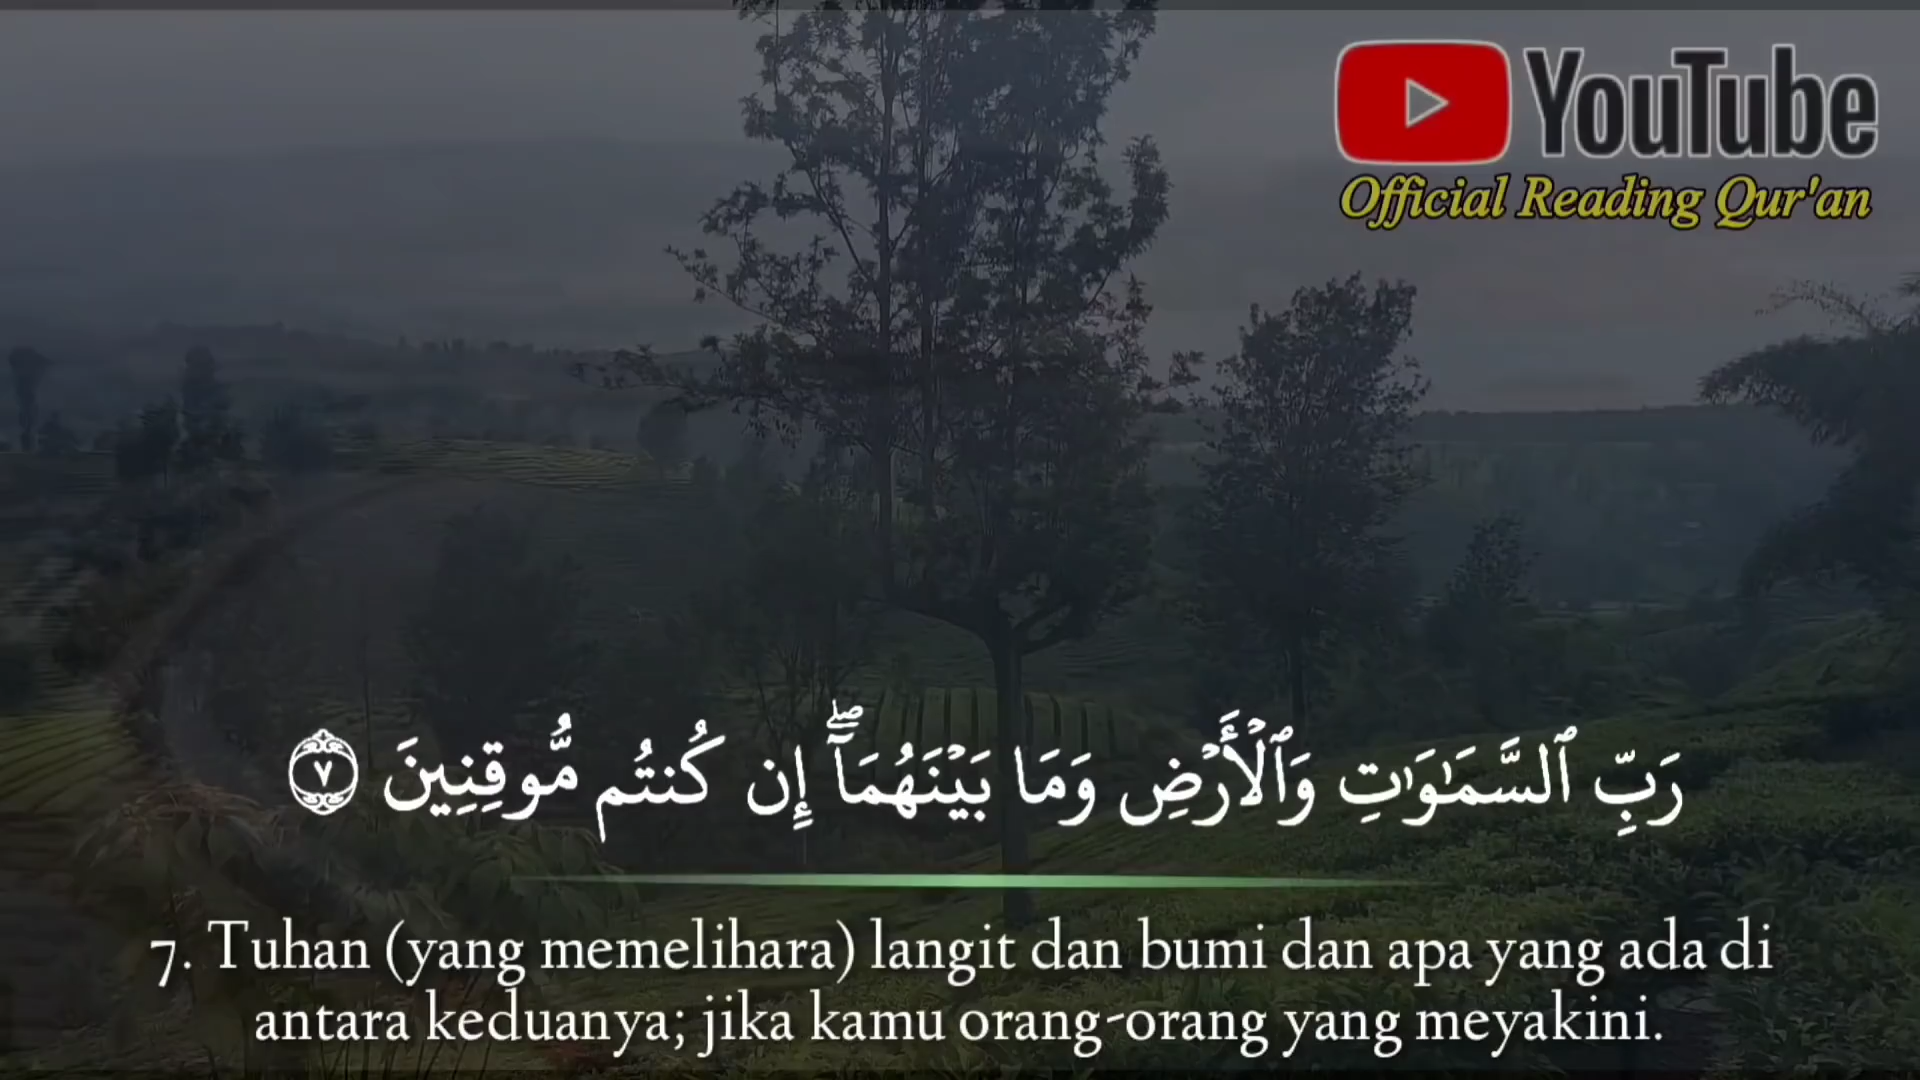 YouTube
Official Reading Qur'an
رَبِّ ٱلسَّمَٰوَٰتِ وَٱلْأَرْضِ وَمَا بَيْنَهُمَآ ۖ إِن كُنتُم مُّوقِنِينَ ٧
7. Tuhan (yang memelihara) langit dan bumi dan apa yang ada di
antara keduanya; jika kamu orang-orang yang meyakini.